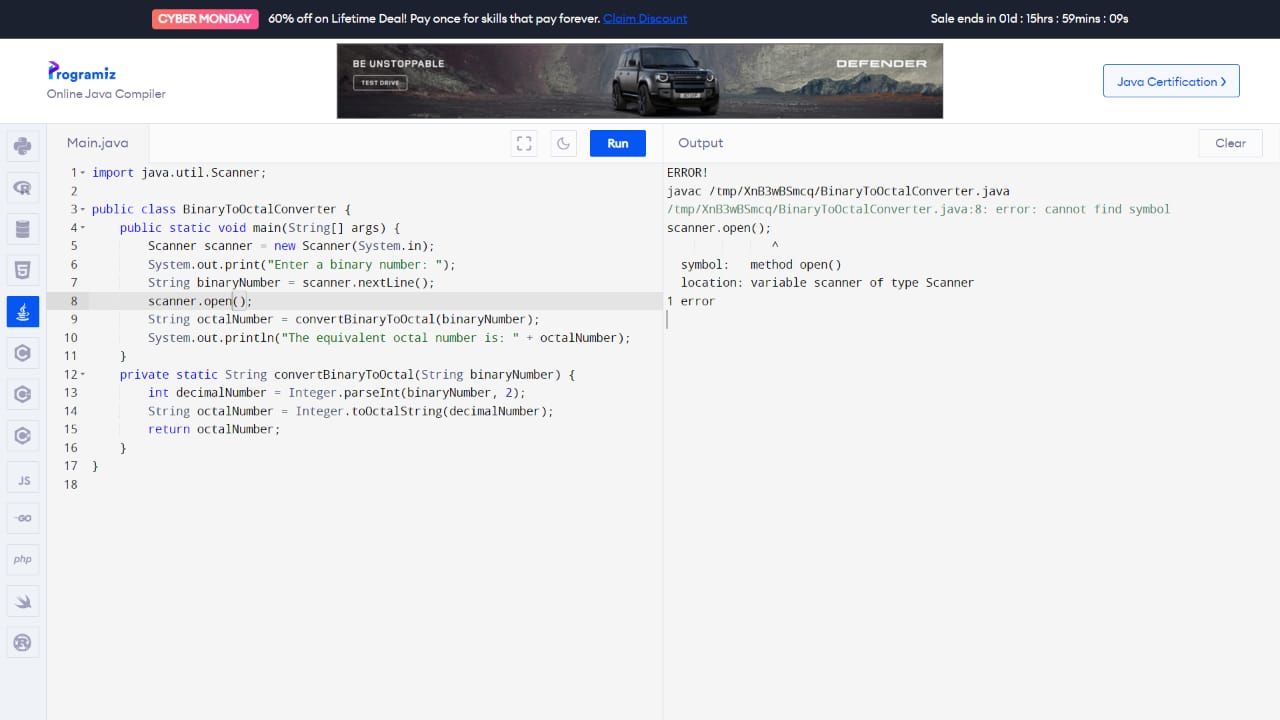 CYBER MONDAY 60% off on Lifetime Deal! Pay once for skills that pay forever. Claim Discount Sale ends in 01d : 15hrs : 59mins : 09s
BE UNSTOPPABLE
TEST DRIVE
DEFENDER
Programiz
Online Java Compiler
Java Certification >
Main.java
Run
Output
Clear
1 import java.util.Scanner;
2
3 public class BinaryToOctalConverter {
4 public static void main(String[] args) {
5 Scanner scanner = new Scanner(System.in);
6 System.out.print("Enter a binary number: ");
7 String binaryNumber = scanner.nextLine();
8 scanner.open();
9 String octalNumber = convertBinaryToOctal(binaryNumber);
10 System.out.println("The equivalent octal number is: " + octalNumber);
11 }
12 private static String convertBinaryToOctal(String binaryNumber) {
13 int decimalNumber = Integer.parseInt(binaryNumber, 2);
14 String octalNumber = Integer.toOctalString(decimalNumber);
15 return octalNumber;
16 }
17 }
18
ERROR!
javac /tmp/XnB3wBSmcq/BinaryToOctalConverter.java
/tmp/XnB3wBSmcq/BinaryToOctalConverter.java:8: error: cannot find symbol
scanner.open();
^
symbol: method open()
location: variable scanner of type Scanner
1 error
JS
GO
php